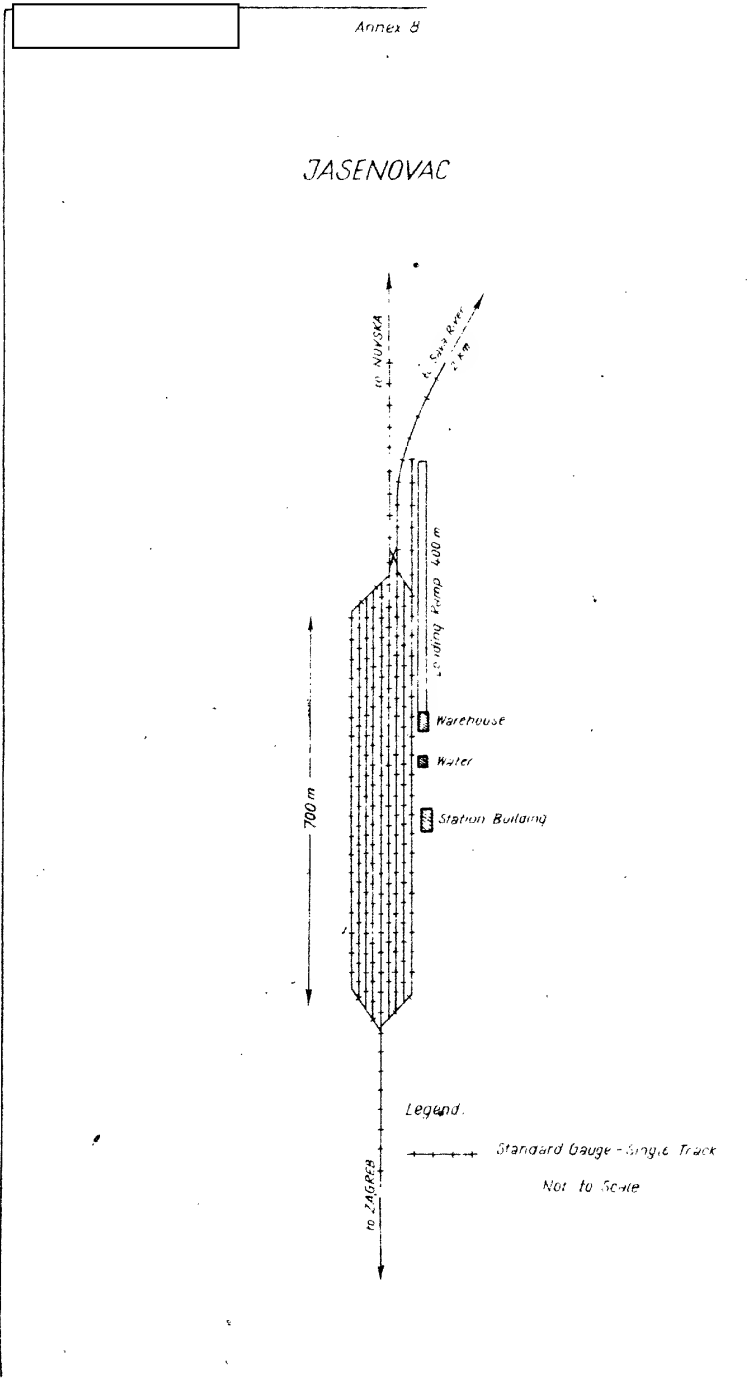 Annex 8
JASENOVAC
to NOVSKA
to Sava River
2 Km
Loading Ramp 400 m
Warehouse
Water
700 m
Station Building
Legend.
Standard Gauge - Single Track
Not to Scale
to ZAGREB